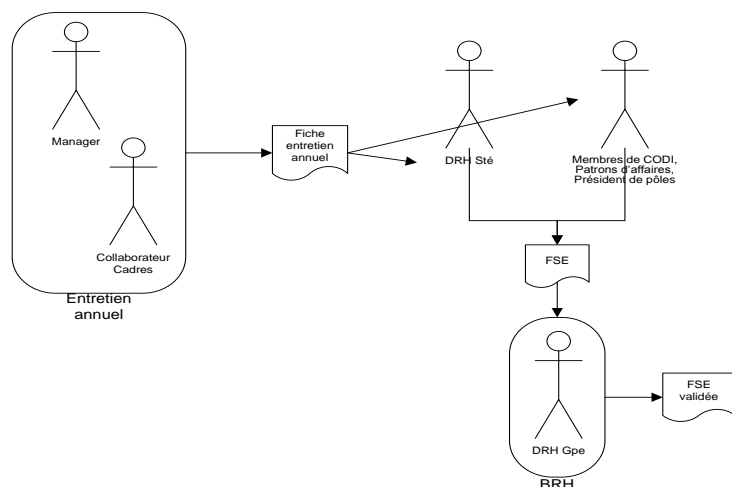 Manager
Collaborateur
Cadres
Entretien
annuel
Fiche
entretien
annuel
DRH Sté
Membres de CODI,
Patrons d'affaires,
Président de pôles
FSE
DRH Gpe
BRH
FSE
validée